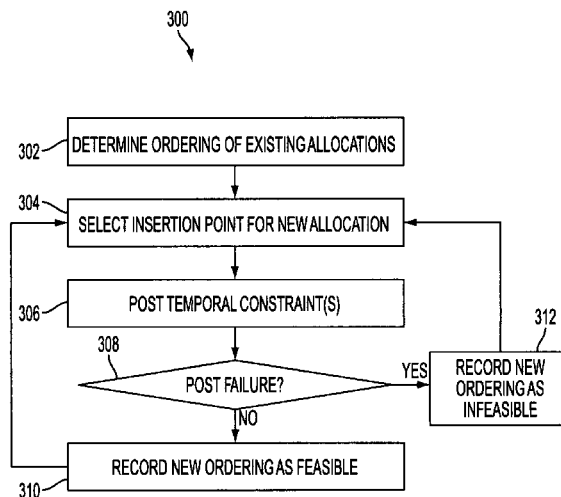 300
302
DETERMINE ORDERING OF EXISTING ALLOCATIONS
304
SELECT INSERTION POINT FOR NEW ALLOCATION
306
POST TEMPORAL CONSTRAINT(S)
308
POST FAILURE?
YES
312
RECORD NEW
ORDERING AS
INFEASIBLE
NO
310
RECORD NEW ORDERING AS FEASIBLE